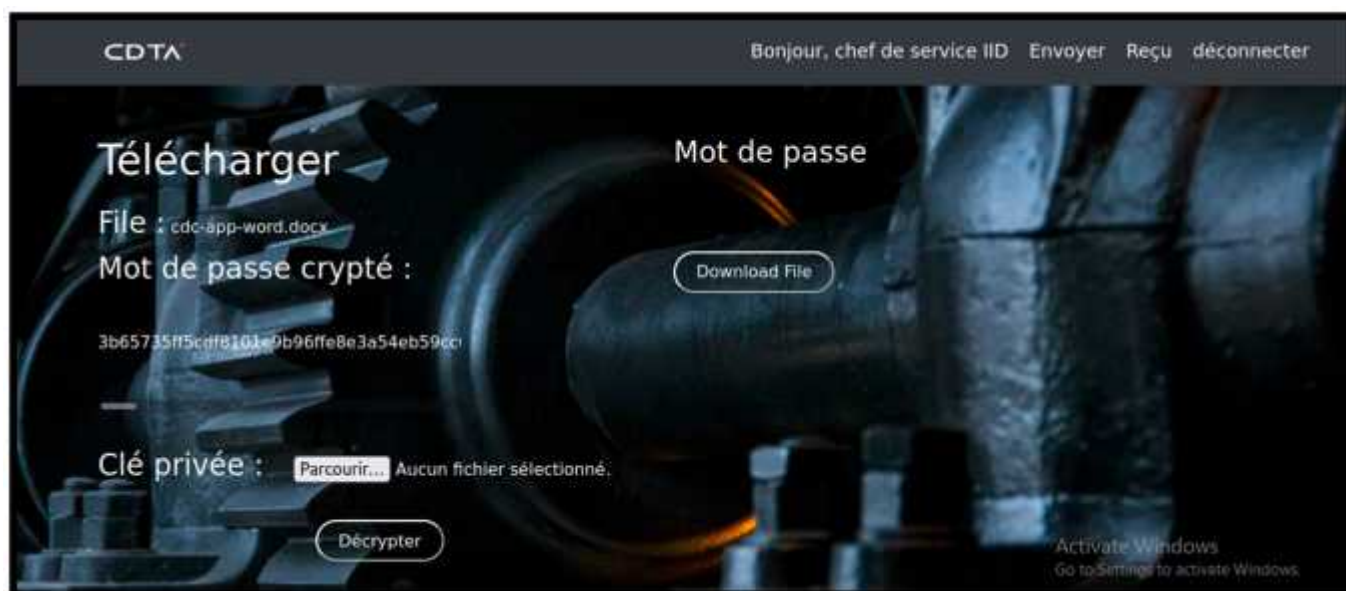 CDTA
Bonjour, chef de service IID Envoyer Reçu déconnecter
Télécharger
File : cdc-app-word.docx
Mot de passe crypté :
3b65735ff5cdf8101e9b96ffe8e3a54eb59cc
Clé privée : Parcourir... Aucun fichier sélectionné.
Décrypter
Mot de passe
Download File
Activate Windows
Go to Settings to activate Windows.